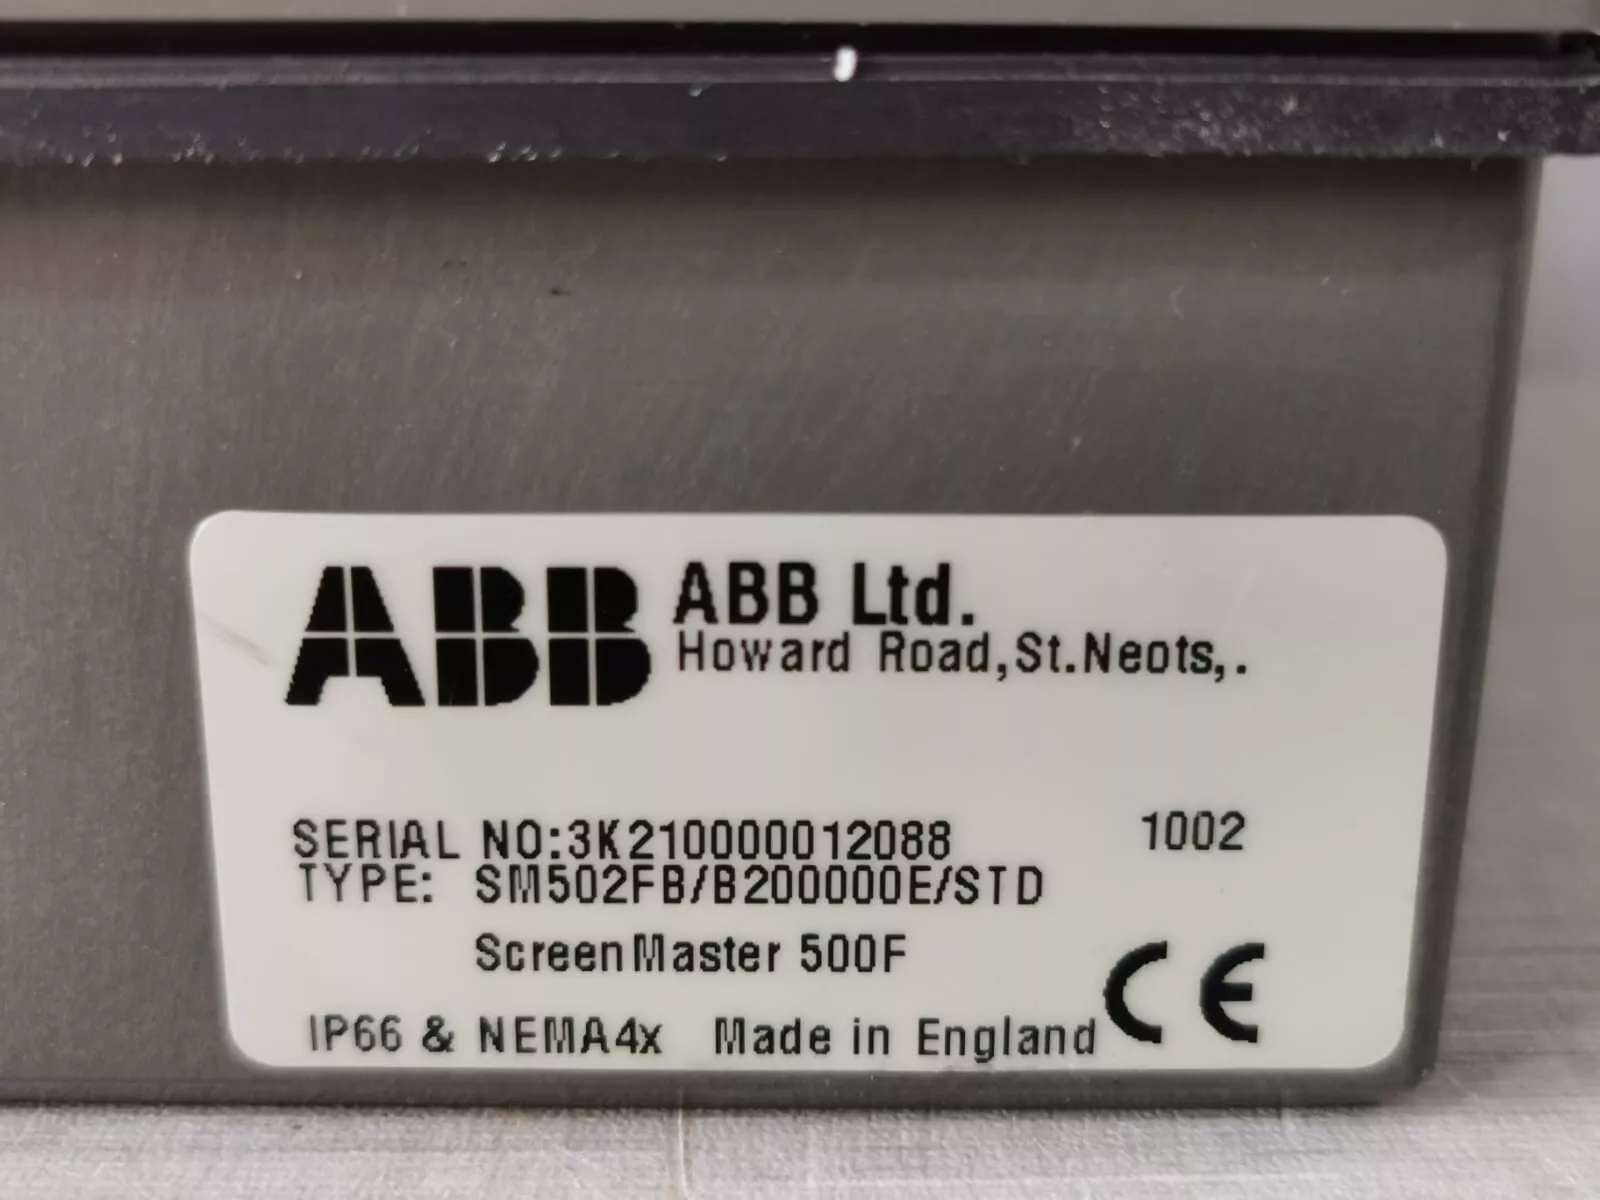 ABB ABB Ltd.
Howard Road,St.Neots,.
SERIAL NO:3K210000012088 1002
TYPE: SM502FB/B200000E/STD
ScreenMaster 500F
IP66 & NEMA4x Made in England CE